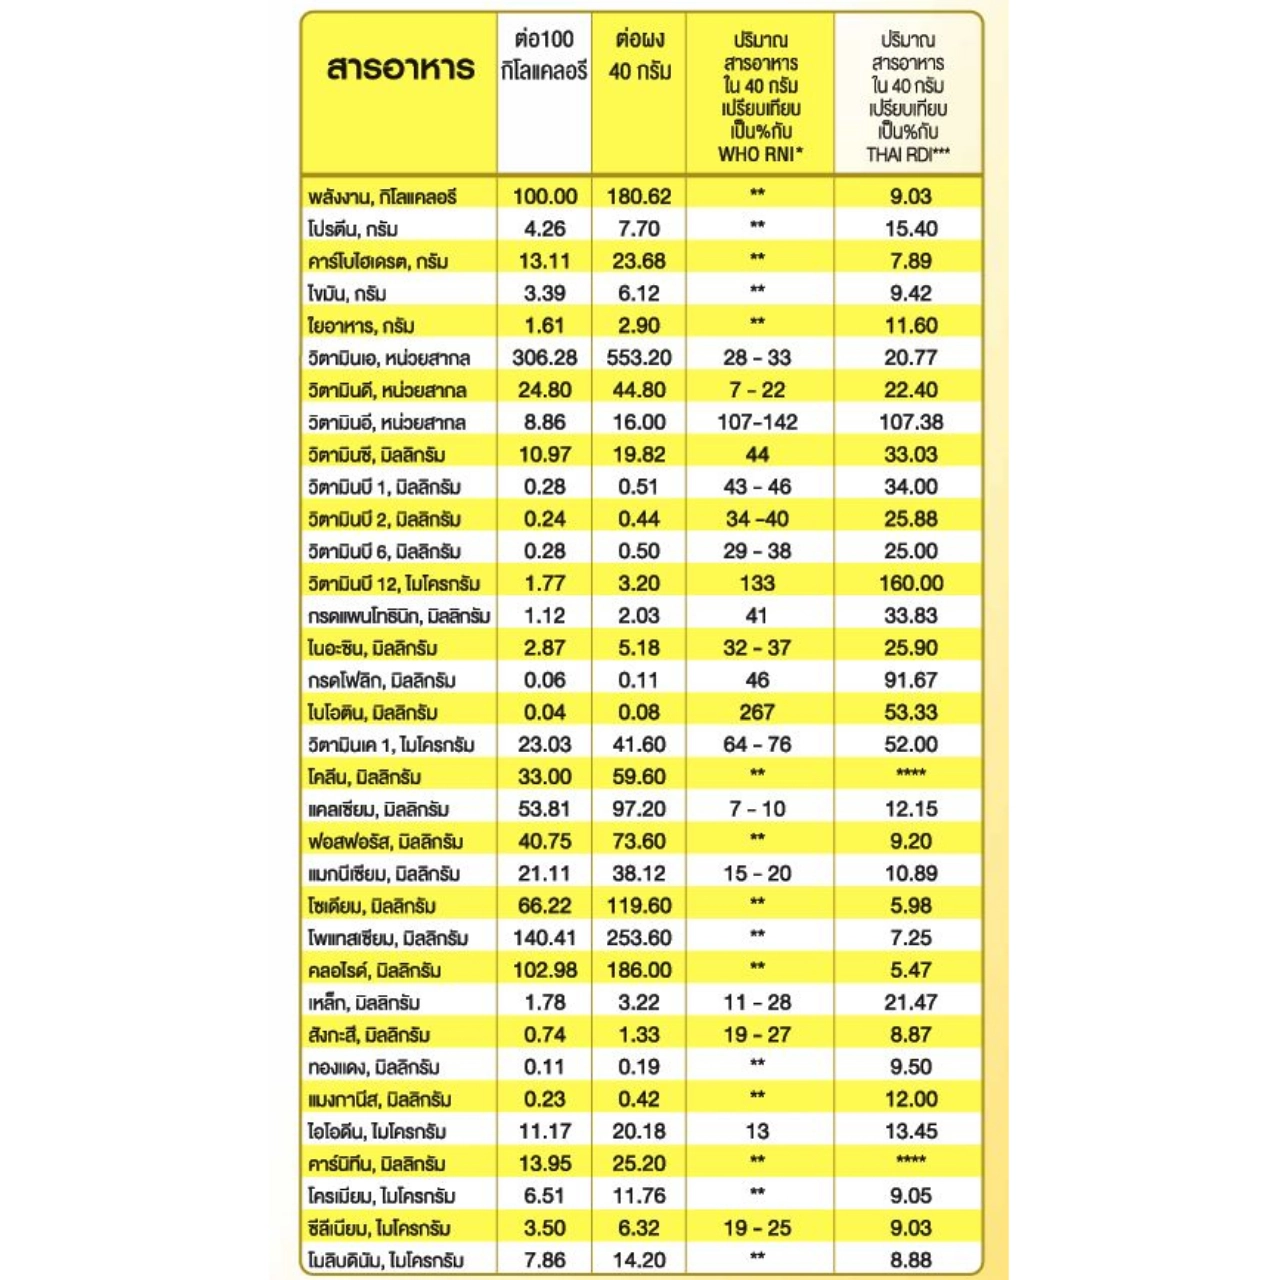 สารอาหาร
ต่อ100
กิโลแคลอรี
ต่อผง
40 กรัม
ปริมาณ
สารอาหาร
ใน 40 กรัม
เปรียบเทียบ
เป็น%กับ
WHO RNI*
ปริมาณ
สารอาหาร
ใน 40 กรัม
เปรียบเทียบ
เป็น%กับ
THAI RDI***
พลังงาน, กิโลแคลอรี 100.00 180.62 ** 9.03
โปรตีน, กรัม 4.26 7.70 ** 15.40
คาร์โบไฮเดรต, กรัม 13.11 23.68 ** 7.89
ไขมัน, กรัม 3.39 6.12 ** 9.42
ใยอาหาร, กรัม 1.61 2.90 ** 11.60
วิตามินเอ, หน่วยสากล 306.28 553.20 28 - 33 20.77
วิตามินดี, หน่วยสากล 24.80 44.80 7 - 22 22.40
วิตามินอี, หน่วยสากล 8.86 16.00 107-142 107.38
วิตามินซี, มิลลิกรัม 10.97 19.82 44 33.03
วิตามินบี 1, มิลลิกรัม 0.28 0.51 43 - 46 34.00
วิตามินบี 2, มิลลิกรัม 0.24 0.44 34 -40 25.88
วิตามินบี 6, มิลลิกรัม 0.28 0.50 29 - 38 25.00
วิตามินบี 12, ไมโครกรัม 1.77 3.20 133 160.00
กรดแพนโทธินิก, มิลลิกรัม 1.12 2.03 41 33.83
ไนอะซิน, มิลลิกรัม 2.87 5.18 32 - 37 25.90
กรดโฟลิก, มิลลิกรัม 0.06 0.11 46 91.67
ไบโอติน, มิลลิกรัม 0.04 0.08 267 53.33
วิตามินเค 1, ไมโครกรัม 23.03 41.60 64 - 76 52.00
โคลีน, มิลลิกรัม 33.00 59.60 ** ****
แคลเซียม, มิลลิกรัม 53.81 97.20 7 - 10 12.15
ฟอสฟอรัส, มิลลิกรัม 40.75 73.60 ** 9.20
แมกนีเซียม, มิลลิกรัม 21.11 38.12 15 - 20 10.89
โซเดียม, มิลลิกรัม 66.22 119.60 ** 5.98
โพแทสเซียม, มิลลิกรัม 140.41 253.60 ** 7.25
คลอไรด์, มิลลิกรัม 102.98 186.00 ** 5.47
เหล็ก, มิลลิกรัม 1.78 3.22 11 - 28 21.47
สังกะสี, มิลลิกรัม 0.74 1.33 19 - 27 8.87
ทองแดง, มิลลิกรัม 0.11 0.19 ** 9.50
แมงกานีส, มิลลิกรัม 0.23 0.42 ** 12.00
ไอโอดีน, ไมโครกรัม 11.17 20.18 13 13.45
คาร์นิทีน, มิลลิกรัม 13.95 25.20 ** ****
โครเมียม, ไมโครกรัม 6.51 11.76 ** 9.05
ซีลีเนียม, ไมโครกรัม 3.50 6.32 19 - 25 9.03
โมลิบดินัม, ไมโครกรัม 7.86 14.20 ** 8.88